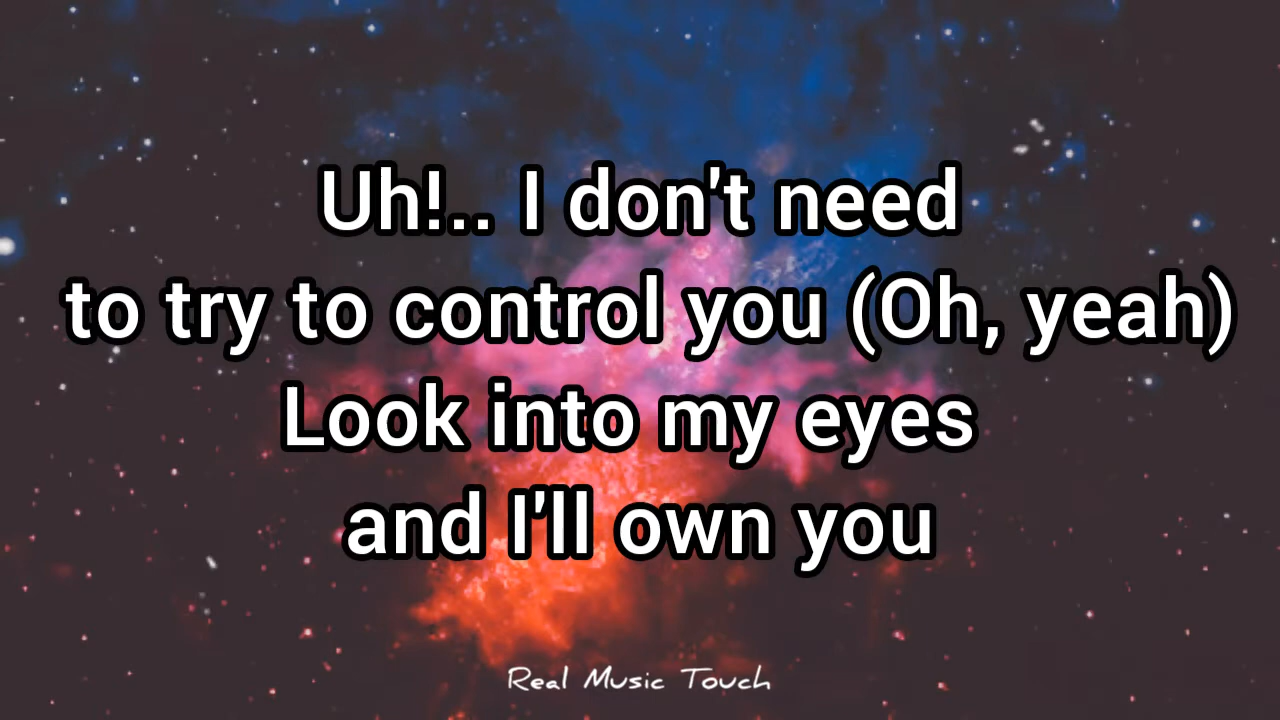 Uh!.. I don't need
to try to control you (Oh, yeah)
Look into my eyes
and I'll own you
Real Music Touch